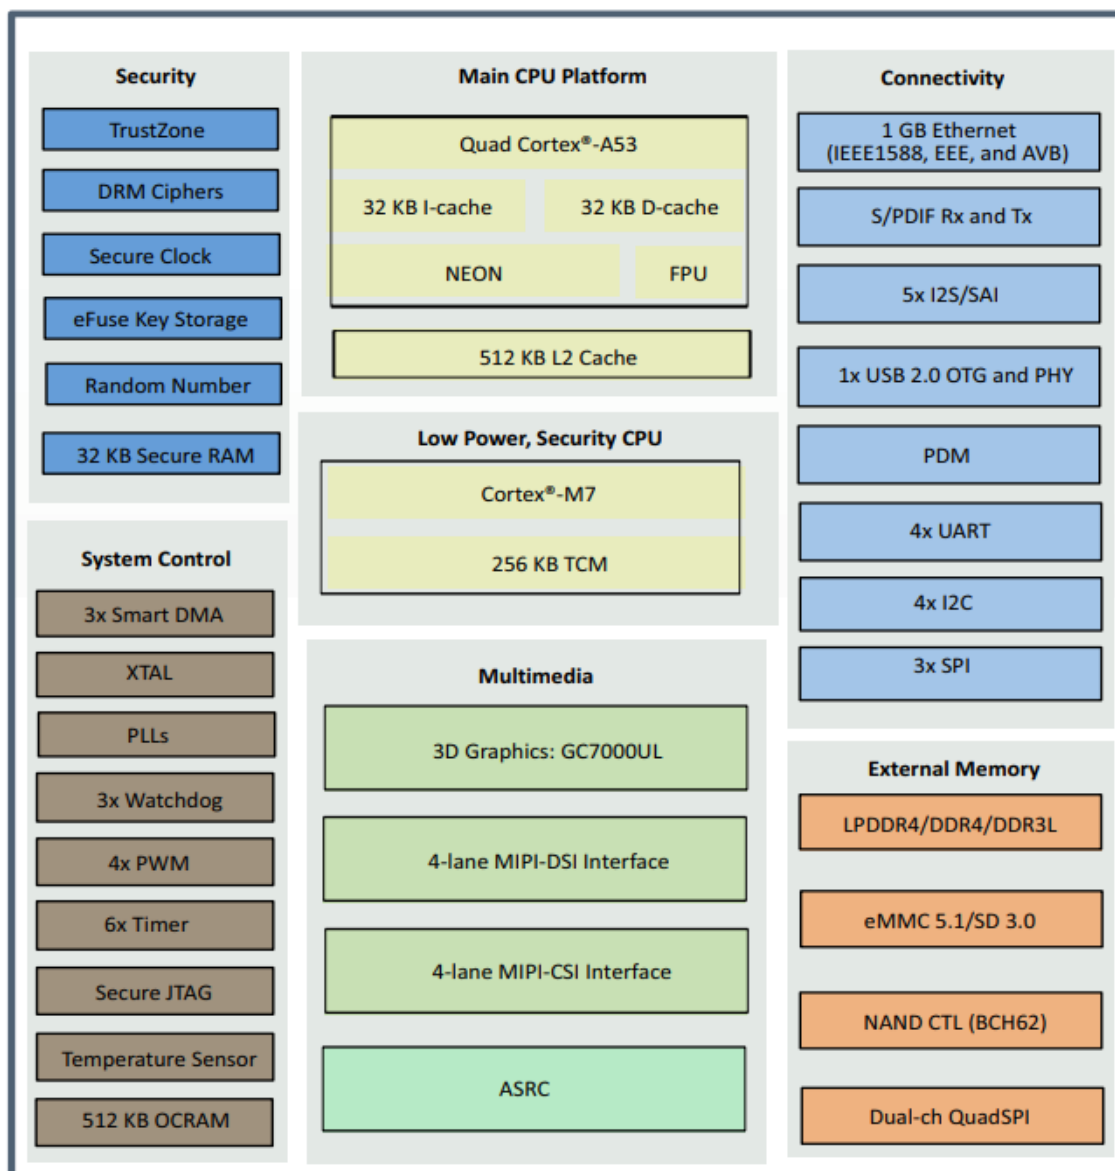 Security
TrustZone
DRM Ciphers
Secure Clock
eFuse Key Storage
Random Number
32 KB Secure RAM
System Control
3x Smart DMA
XTAL
PLLs
3x Watchdog
4x PWM
6x Timer
Secure JTAG
Temperature Sensor
512 KB OCRAM
Main CPU Platform
Quad Cortex®-A53
32 KB I-cache
32 KB D-cache
NEON
FPU
512 KB L2 Cache
Low Power, Security CPU
Cortex®-M7
256 KB TCM
Multimedia
3D Graphics: GC7000UL
4-lane MIPI-DSI Interface
4-lane MIPI-CSI Interface
ASRC
Connectivity
1 GB Ethernet
(IEEE1588, EEE, and AVB)
S/PDIF Rx and Tx
5x I2S/SAI
1x USB 2.0 OTG and PHY
PDM
4x UART
4x I2C
3x SPI
External Memory
LPDDR4/DDR4/DDR3L
eMMC 5.1/SD 3.0
NAND CTL (BCH62)
Dual-ch QuadSPI